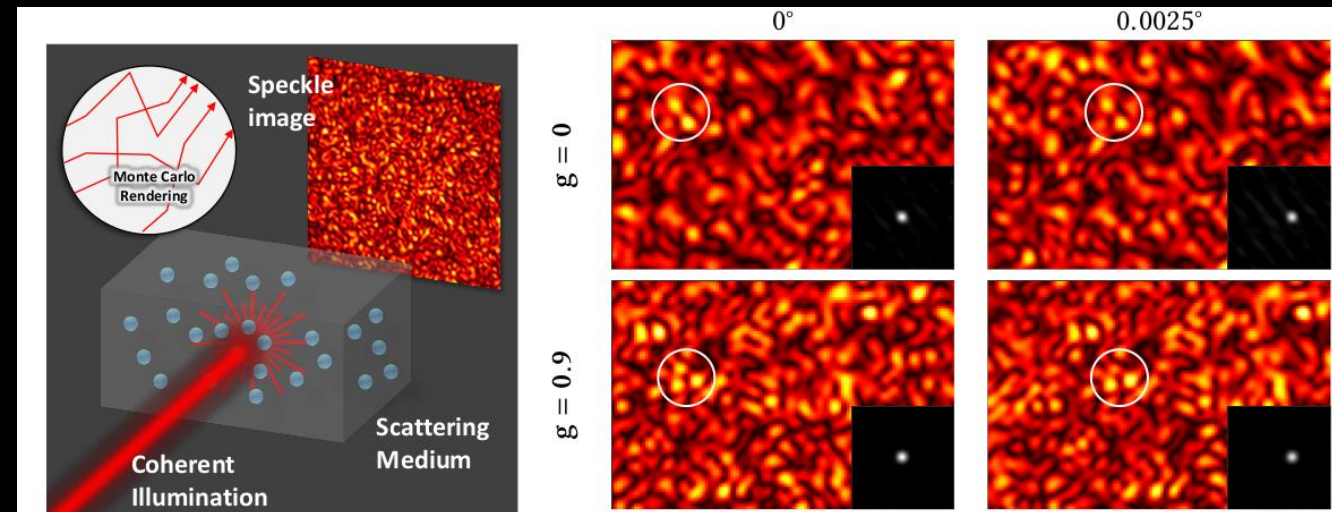 Speckle
image
Monte Carlo
Rendering
Scattering
Medium
Coherent
Illumination
0°
0.0025°
g = 0
g = 0.9